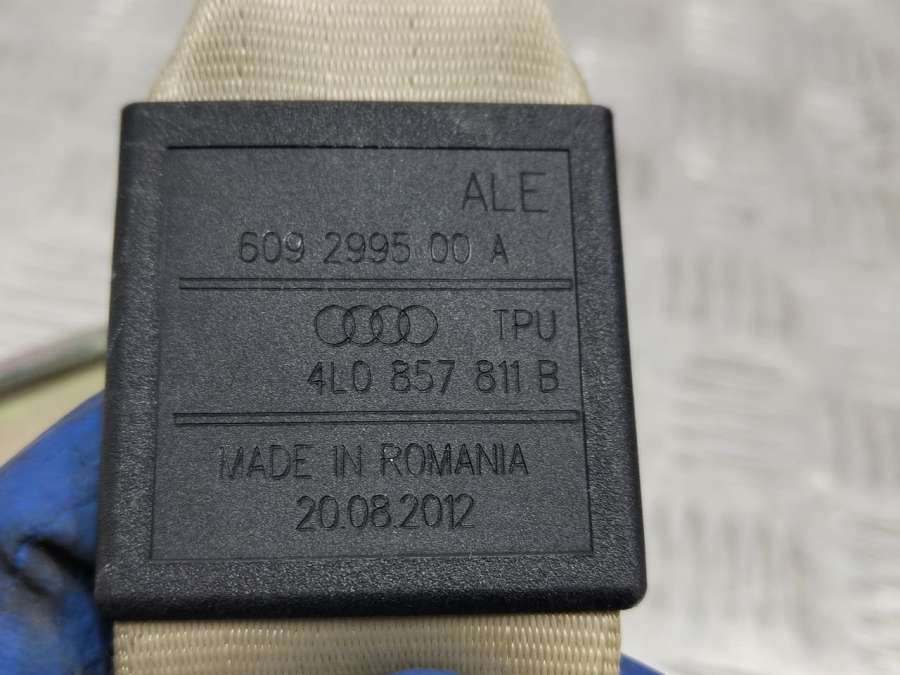 ALE
609 2995 00 A
TPU
4L0 857 811 B
MADE IN ROMANIA
20.08.2012